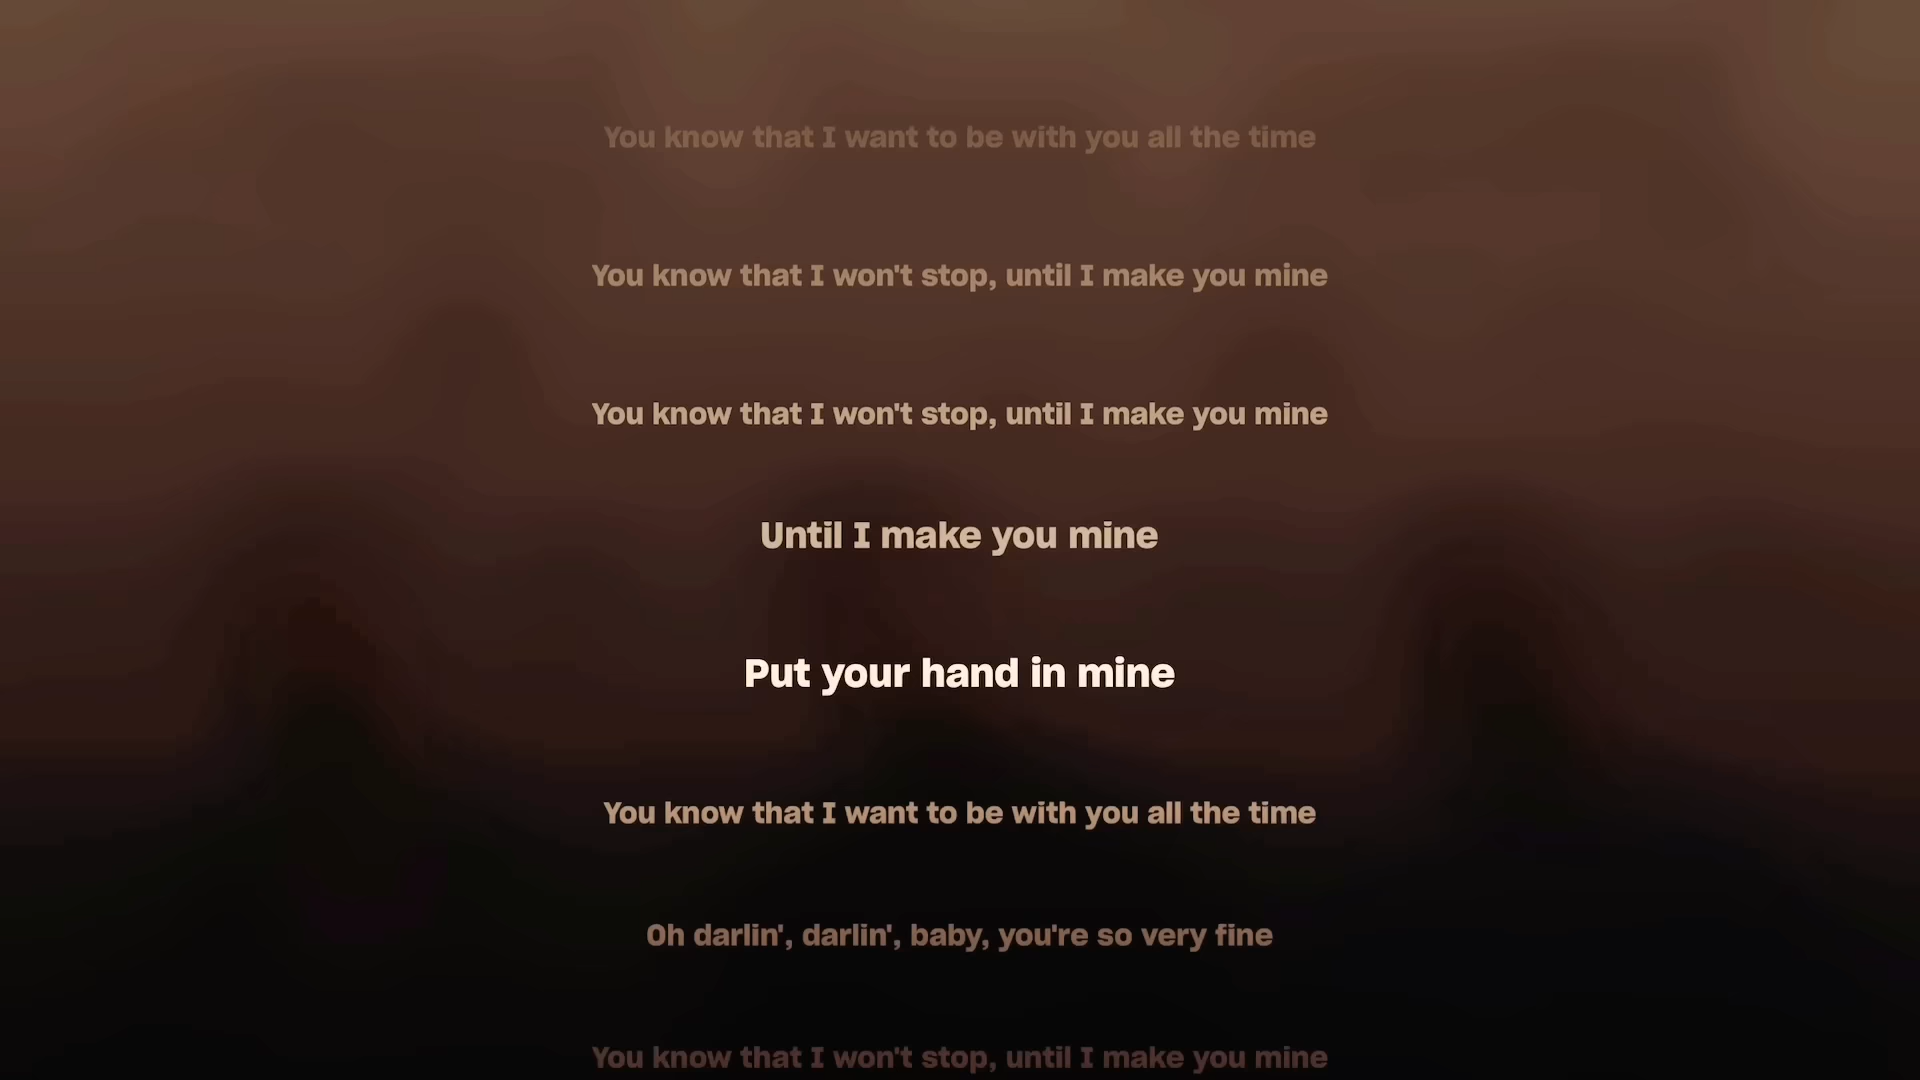 You know that I want to be with you all the time
You know that I won't stop, until I make you mine
You know that I won't stop, until I make you mine
Until I make you mine
Put your hand in mine
You know that I want to be with you all the time
Oh darlin', darlin', baby, you're so very fine
You know that I won't stop, until I make you mine